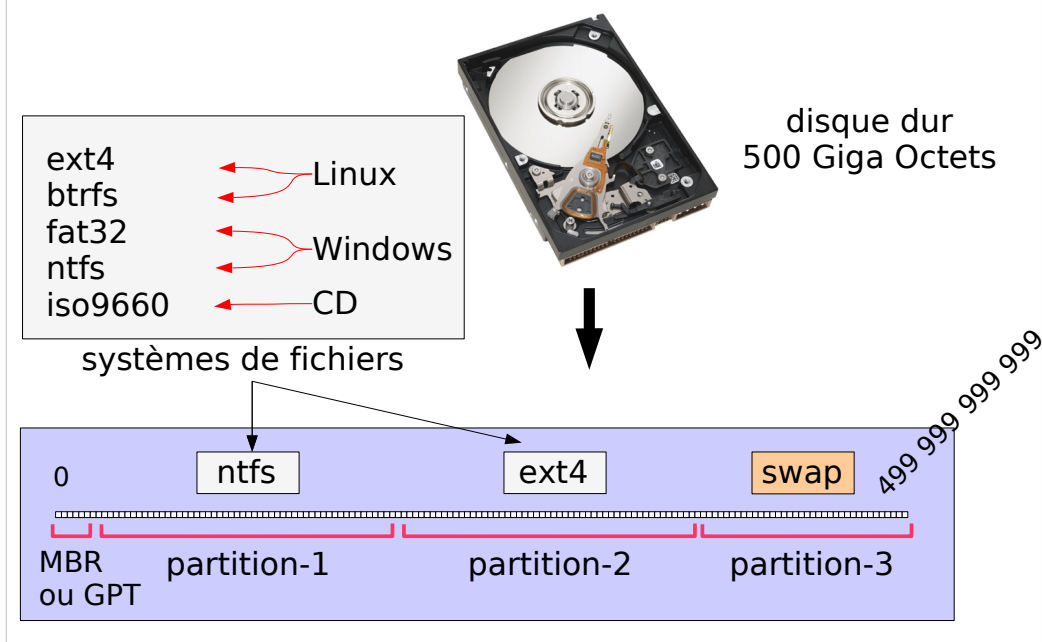 disque dur
500 Giga Octets
ext4
btrfs
fat32
ntfs
iso9660
Linux
Windows
CD
systèmes de fichiers
0
ntfs
ext4
swap
499 999 999 999
MBR
ou GPT
partition-1
partition-2
partition-3